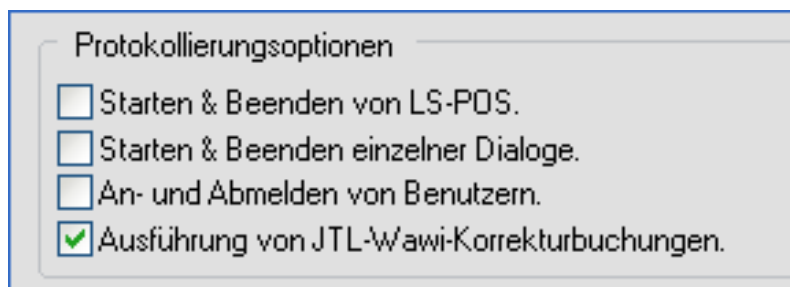 Protokollierungsoptionen
Starten & Beenden von LS-POS.
Starten & Beenden einzelner Dialoge.
An- und Abmelden von Benutzern.
Ausführung von JTL-Wawi-Korrekturbuchungen.